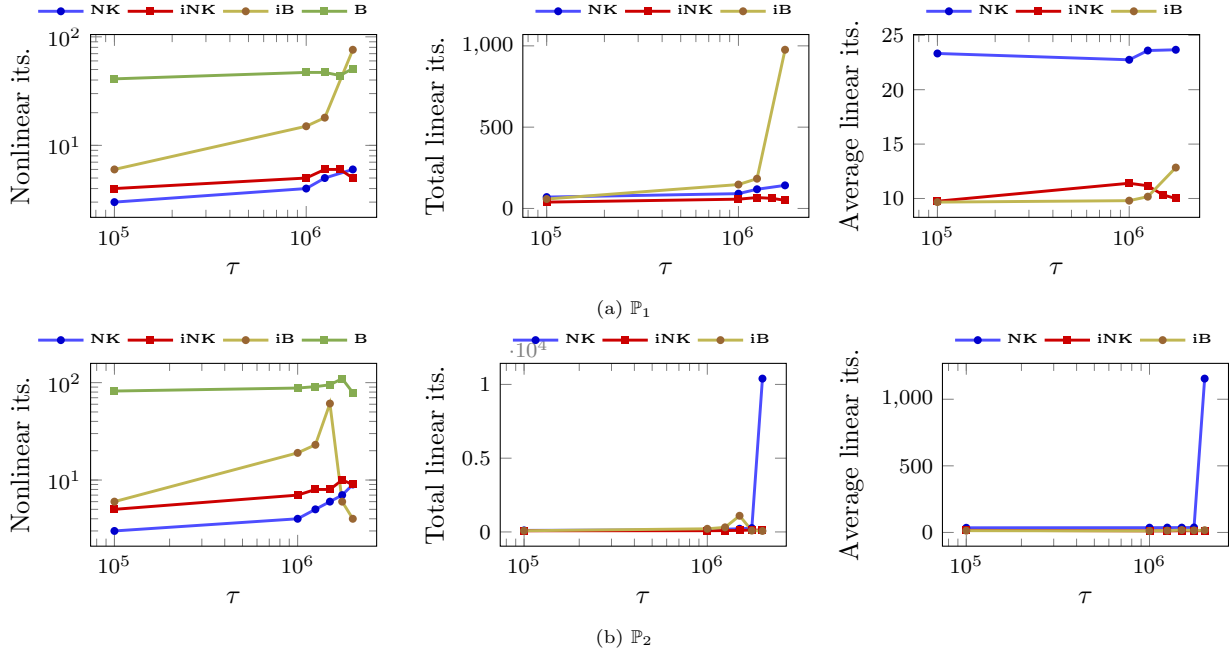 NK iNK iB B
NK iNK iB
NK iNK iB
Nonlinear its.
10^2
10^1
10^5
10^6
τ
Total linear its.
1,000
500
0
10^5
10^6
τ
Average linear its.
25
20
15
10
10^5
10^6
τ
(a) ℙ_1
NK iNK iB B
NK iNK iB
NK iNK iB
Nonlinear its.
10^2
10^1
10^5
10^6
τ
Total linear its.
·10^4
1
0.5
0
10^5
10^6
τ
Average linear its.
1,000
500
0
10^5
10^6
τ
(b) ℙ_2